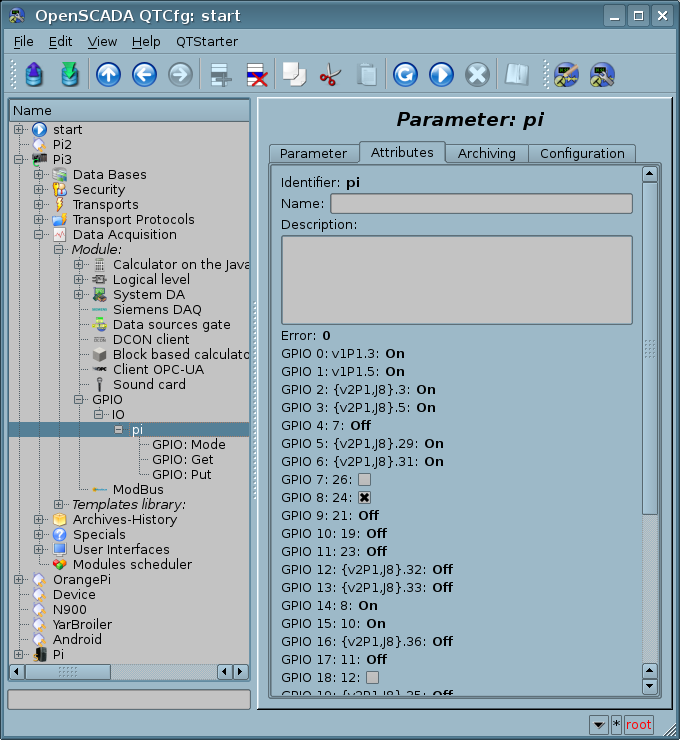 OpenSCADA QTCfg: start
File Edit View Help QTStarter
Name
start
Pi2
Pi3
Data Bases
Security
Transports
Transport Protocols
Data Acquisition
Module:
Calculator on the Java
Logical level
System DA
Siemens DAQ
Data sources gate
DCON client
Block based calculato
Client OPC-UA
Sound card
GPIO
IO
pi
GPIO: Mode
GPIO: Get
GPIO: Put
ModBus
Templates library:
Archives-History
Specials
User Interfaces
Modules scheduler
OrangePi
Device
N900
YarBroiler
Android
Pi
Parameter: pi
Parameter Attributes Archiving Configuration
Identifier: pi
Name:
Description:
Error: 0
GPIO 0: v1P1.3: On
GPIO 1: v1P1.5: On
GPIO 2: {v2P1,J8}.3: On
GPIO 3: {v2P1,J8}.5: On
GPIO 4: 7: Off
GPIO 5: {v2P1,J8}.29: On
GPIO 6: {v2P1,J8}.31: On
GPIO 7: 26:
GPIO 8: 24:
GPIO 9: 21: Off
GPIO 10: 19: Off
GPIO 11: 23: Off
GPIO 12: {v2P1,J8}.32: Off
GPIO 13: {v2P1,J8}.33: Off
GPIO 14: 8: On
GPIO 15: 10: On
GPIO 16: {v2P1,J8}.36: Off
GPIO 17: 11: Off
GPIO 18: 12:
GPIO 19: {v2P1,J8}.35: Off
* root